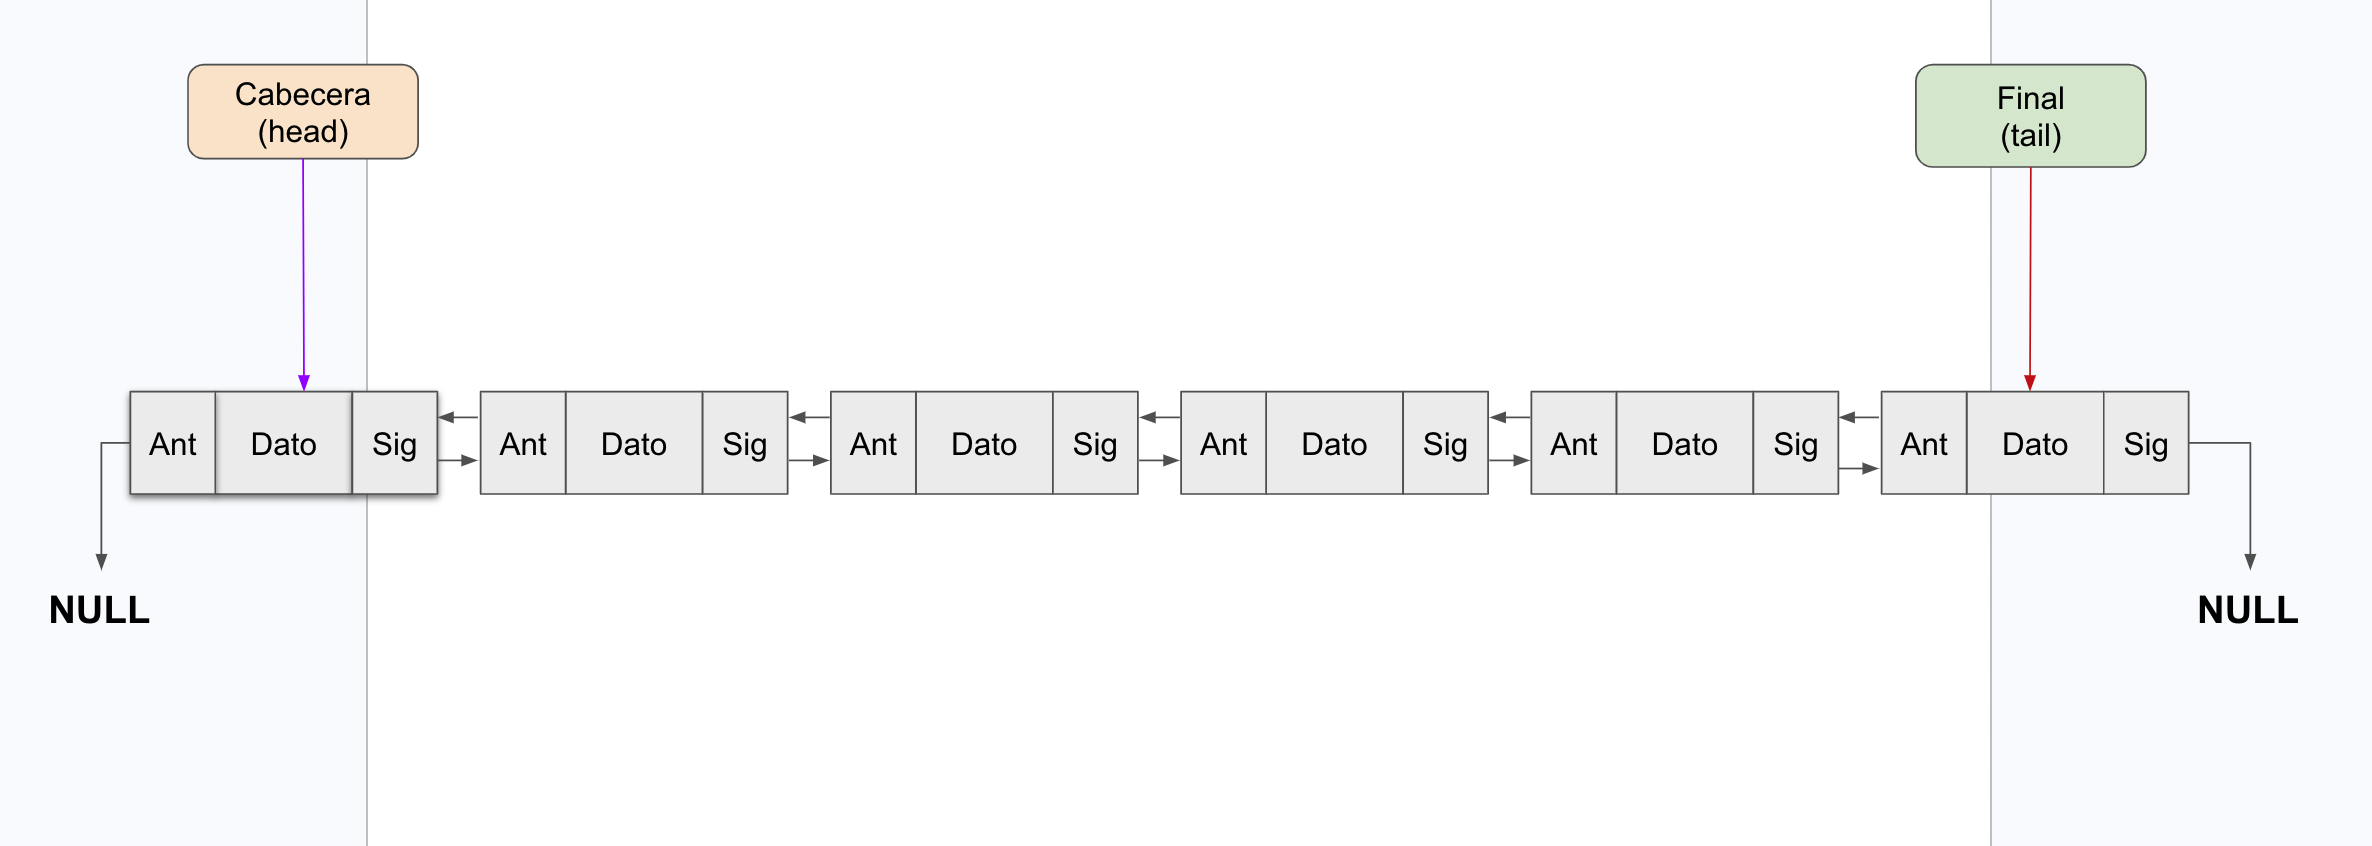 Cabecera
(head)
Final
(tail)
Ant Dato Sig Ant Dato Sig Ant Dato Sig Ant Dato Sig Ant Dato Sig Ant Dato Sig
NULL NULL